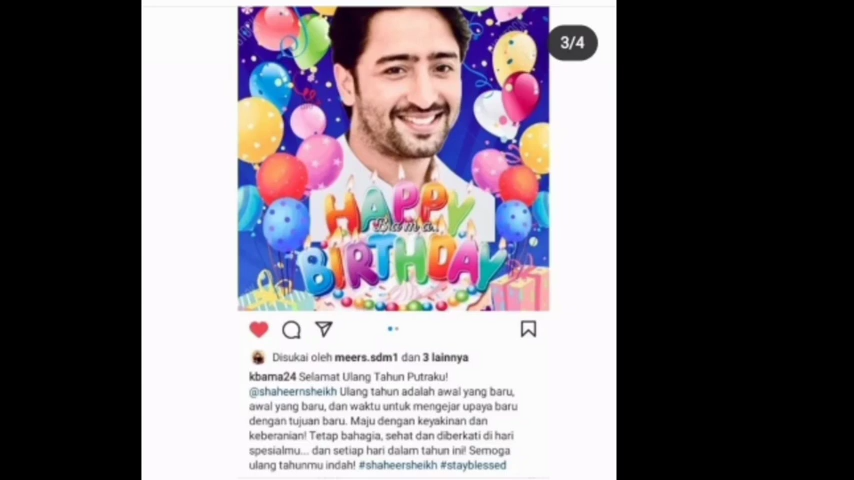 3/4
HAPPY
Bama
BIRTHDAY
Disukai oleh meers.sdm1 dan 3 lainnya
kbama24 Selamat Ulang Tahun Putraku!
@shaheernsheikh Ulang tahun adalah awal yang baru,
awal yang baru, dan waktu untuk mengejar upaya baru
dengan tujuan baru. Maju dengan keyakinan dan
keberanian! Tetap bahagia, sehat dan diberkati di hari
spesialmu... dan setiap hari dalam tahun ini! Semoga
ulang tahunmu indah! #shaheersheikh #stayblessed